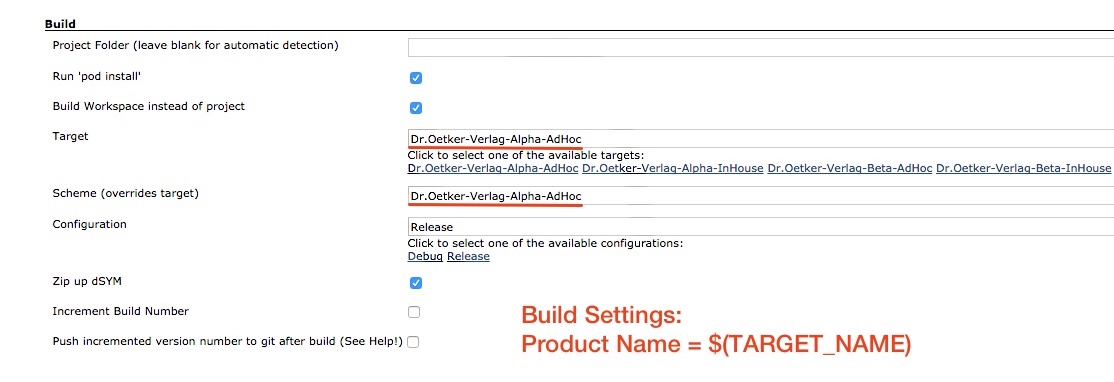 Build
Project Folder (leave blank for automatic detection)
Run 'pod install'
Build Workspace instead of project
Target
Dr.Oetker-Verlag-Alpha-AdHoc
Click to select one of the available targets:
Dr.Oetker-Verlag-Alpha-AdHoc Dr.Oetker-Verlag-Alpha-InHouse Dr.Oetker-Verlag-Beta-AdHoc Dr.Oetker-Verlag-Beta-InHouse
Scheme (overrides target)
Dr.Oetker-Verlag-Alpha-AdHoc
Configuration
Release
Click to select one of the available configurations:
Debug Release
Zip up dSYM
Increment Build Number
Push incremented version number to git after build (See Help!)
Build Settings:
Product Name = $(TARGET_NAME)